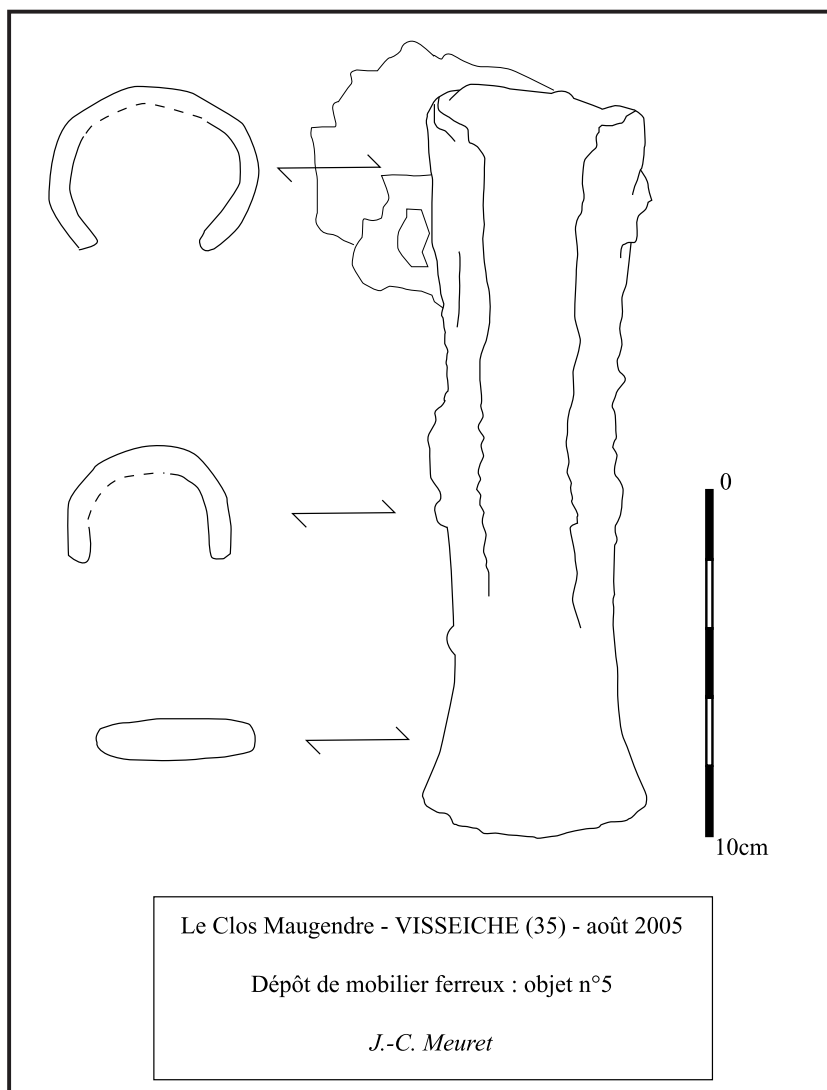 0
10cm
Le Clos Maugendre - VISSEICHE (35) - août 2005
Dépôt de mobilier ferreux : objet n°5
J.-C. Meuret